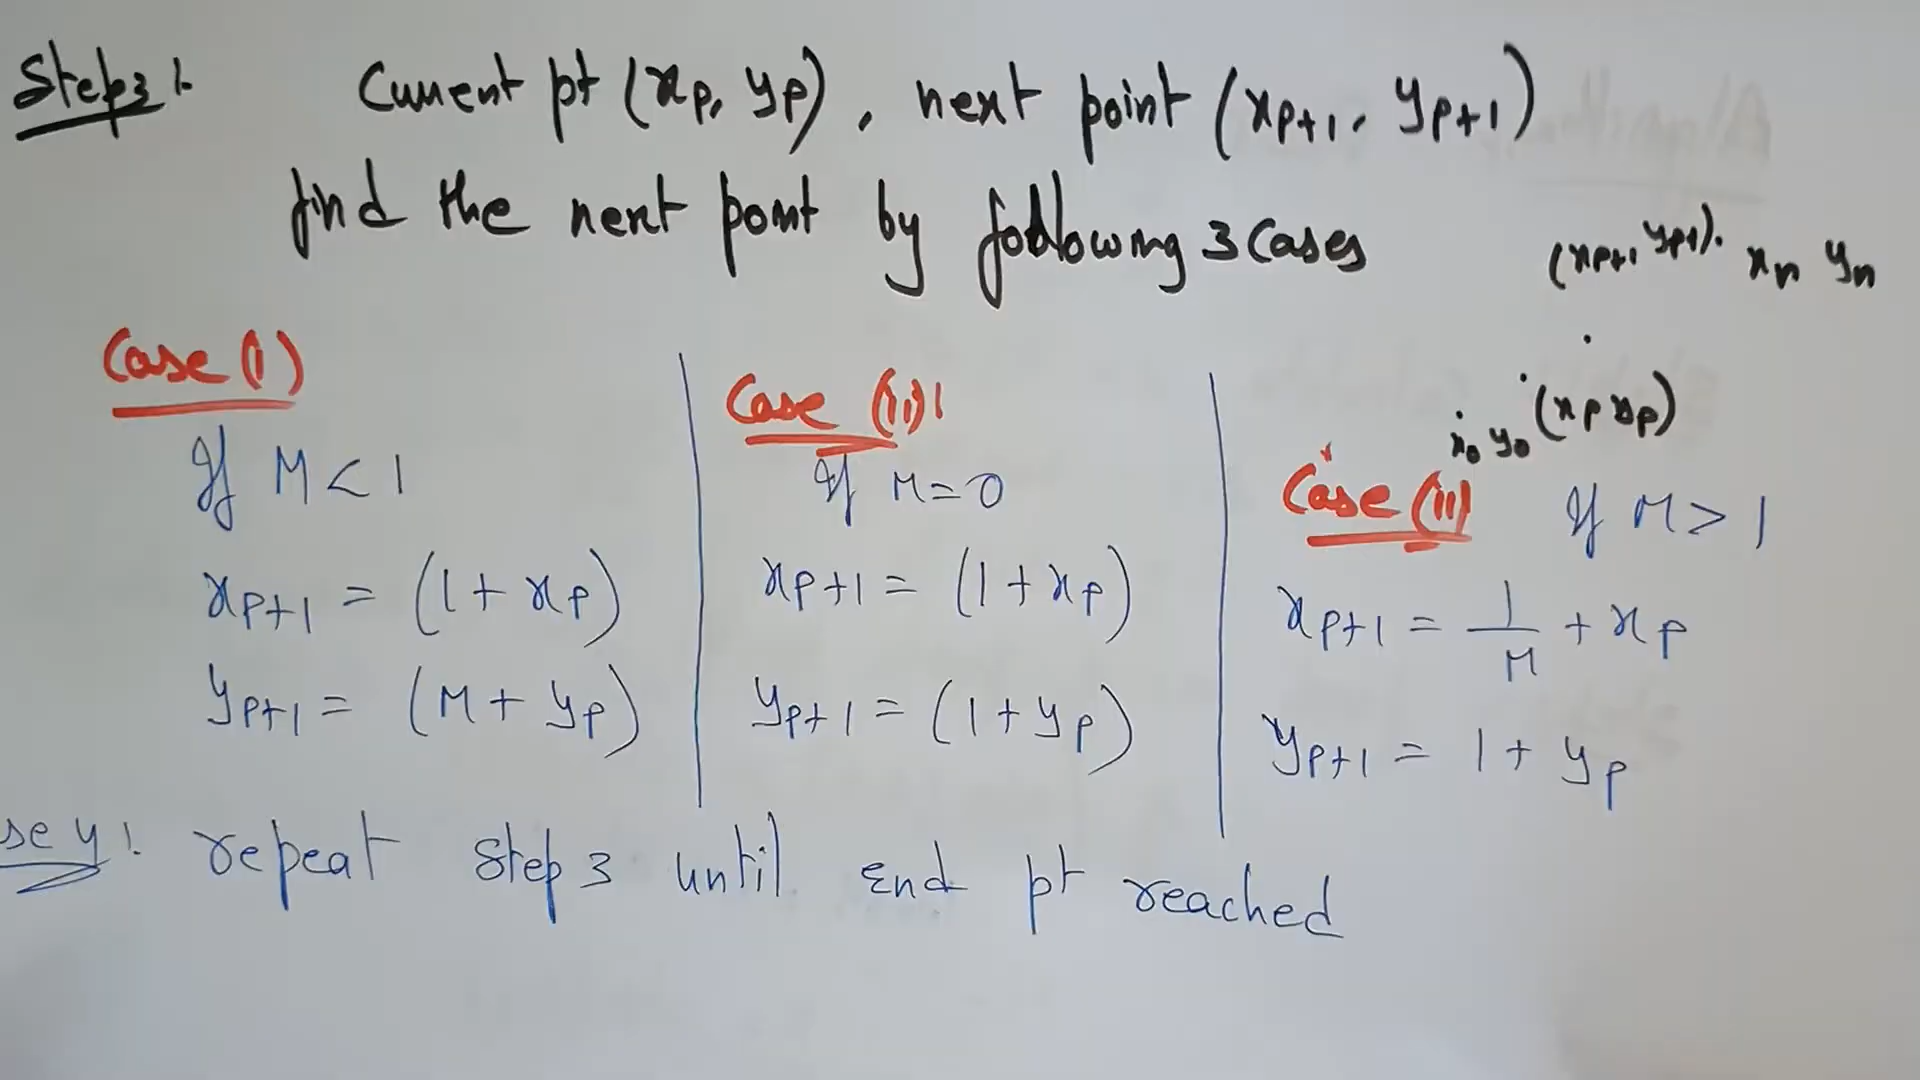 Step3:
Current pt (xp, yp), next point (xp+1, yp+1)
find the next point by following 3 Cases
(xp+1, yp+1). xn yn
(xp yp)
x0 y0
Case (i)
If M < 1
xp+1 = (1 + xp)
yp+1 = (M + yp)
Case (ii)
If M = 0
xp+1 = (1 + xp)
yp+1 = (1 + yp)
Case (iii) If M > 1
xp+1 = 1/M + xp
yp+1 = 1 + yp
repeat Step 3 until End pt reached